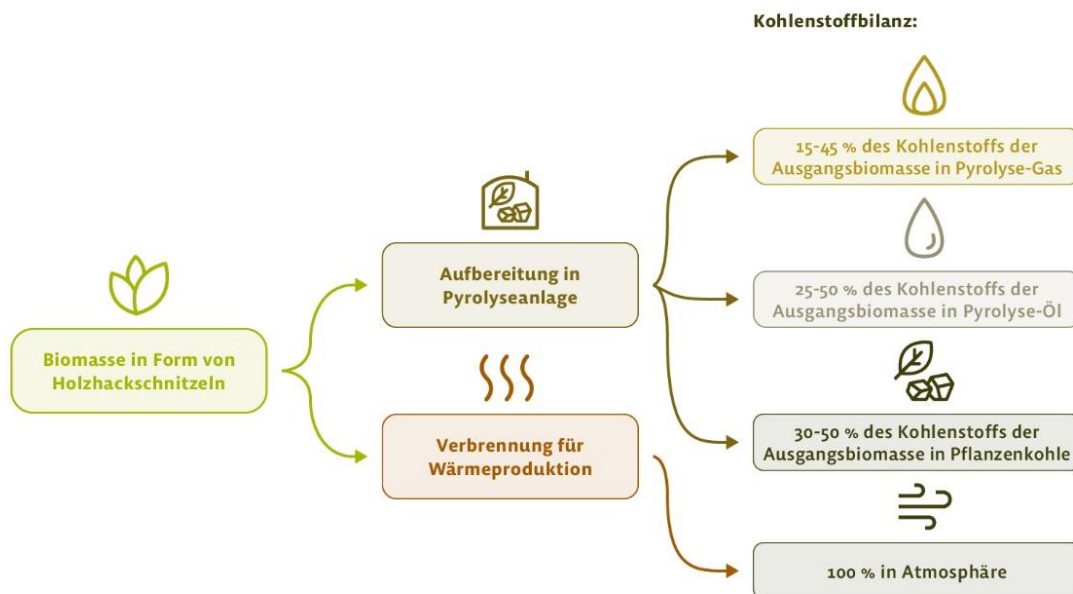 Kohlenstoffbilanz:
15-45 % des Kohlenstoffs der
Ausgangsbiomasse in Pyrolyse-Gas
Aufbereitung in
Pyrolyseanlage
25-50 % des Kohlenstoffs der
Ausgangsbiomasse in Pyrolyse-Öl
Biomasse in Form von
Holzhackschnitzeln
Verbrennung für
Wärmeproduktion
30-50 % des Kohlenstoffs der
Ausgangsbiomasse in Pflanzenkohle
100 % in Atmosphäre